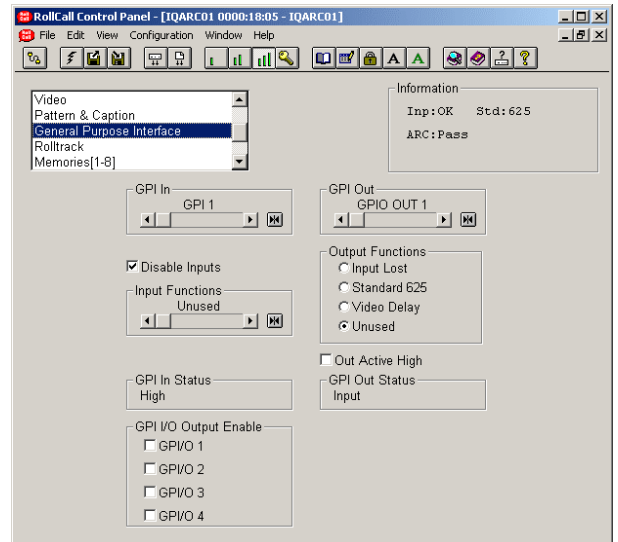 RollCall Control Panel - [IQARC01 0000:18:05 - IQARC01]
File Edit View Configuration Window Help
A A
Video
Pattern & Caption
General Purpose Interface
Rolltrack
Memories[1-8]
Information
Inp:OK Std:625
ARC:Pass
GPI In
GPI 1
GPI Out
GPIO OUT 1
Disable Inputs
Input Functions
Unused
Output Functions
Input Lost
Standard 625
Video Delay
Unused
Out Active High
GPI In Status
High
GPI Out Status
Input
GPI I/O Output Enable
GPI/O 1
GPI/O 2
GPI/O 3
GPI/O 4